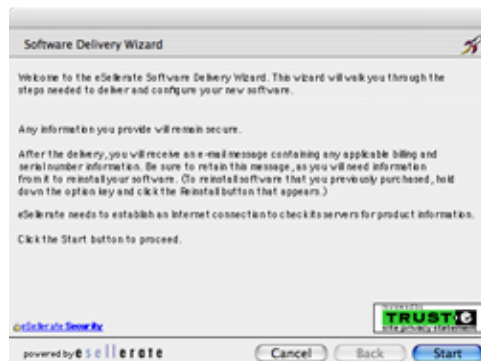 Software Delivery Wizard
Welcome to the eSellerate Software Delivery Wizard. This wizard will walk you through the
steps needed to deliver and configure your new software.
Any information you provide will remain secure.
After the delivery, you will receive an e-mail message containing any applicable billing and
serial number information. Be sure to retain this message, as you will need information
from it to reinstall your software. (To reinstall software that you previously purchased, hold
down the option key and click the Reinstall button that appears.)
eSellerate needs to establish an Internet connection to check its servers for product information.
Click the Start button to proceed.
eSellerate Security
TRUSTe
site privacy statement
powered by esellerate
Cancel
Back
Start